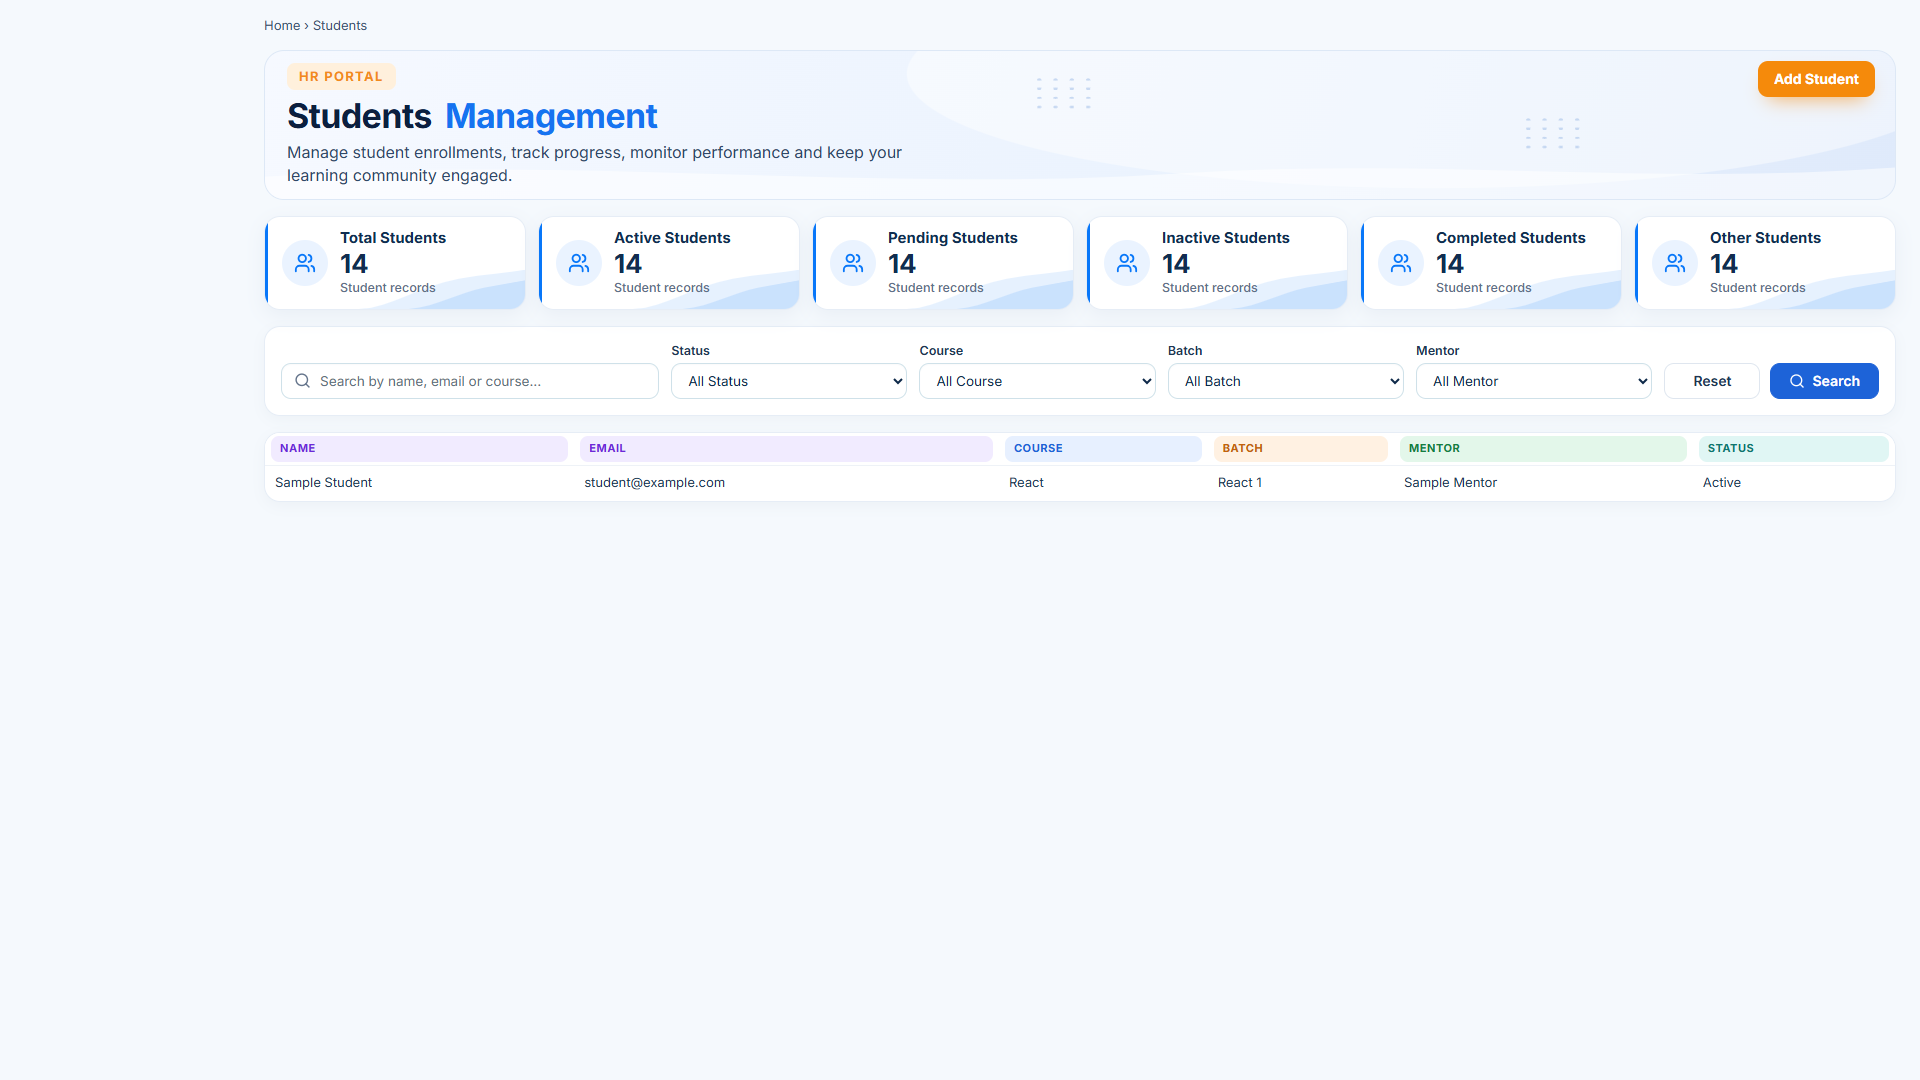 Home › Students
HR PORTAL
Add Student
Students Management
Manage student enrollments, track progress, monitor performance and keep your
learning community engaged.
Total Students
14
Student records
Active Students
14
Student records
Pending Students
14
Student records
Inactive Students
14
Student records
Completed Students
14
Student records
Other Students
14
Student records
Search by name, email or course...
Status
All Status
Course
All Course
Batch
All Batch
Mentor
All Mentor
Reset
Search
NAME EMAIL COURSE BATCH MENTOR STATUS
Sample Student student@example.com React React 1 Sample Mentor Active